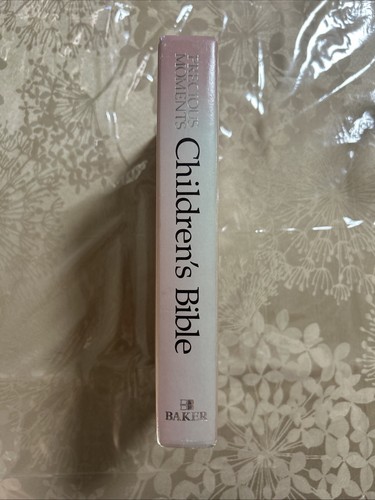 PRECIOUS
MOMENTS
Children's Bible
BAKER